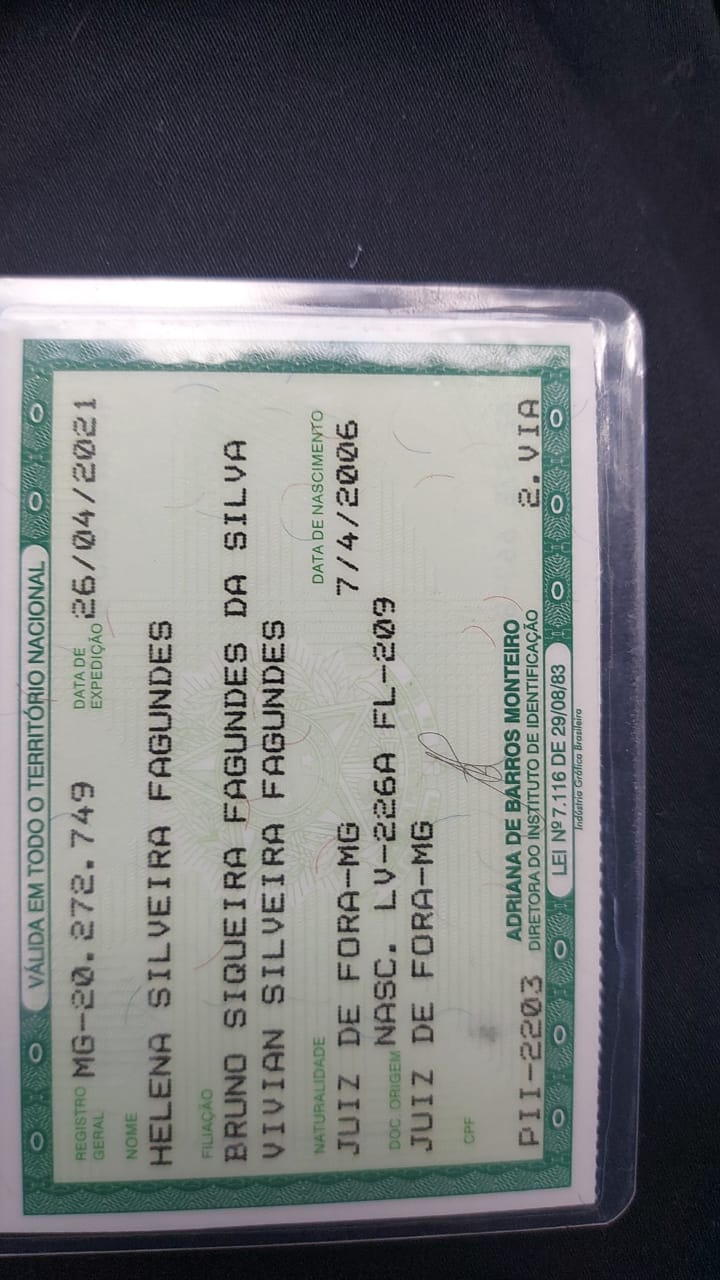 VÁLIDA EM TODO O TERRITÓRIO NACIONAL
REGISTRO GERAL MG-20.272.749 DATA DE EXPEDIÇÃO 26/04/2021
NOME
HELENA SILVEIRA FAGUNDES
FILIAÇÃO
BRUNO SIQUEIRA FAGUNDES DA SILVA
VIVIAN SILVEIRA FAGUNDES
NATURALIDADE DATA DE NASCIMENTO
JUIZ DE FORA-MG 7/4/2006
DOC ORIGEM NASC. LV-226A FL-209
JUIZ DE FORA-MG
CPF
ADRIANA DE BARROS MONTEIRO
PII-2203 DIRETORA DO INSTITUTO DE IDENTIFICAÇÃO 2. VIA
LEI Nº 7.116 DE 29/08/83
Indústria Gráfica Brasileira